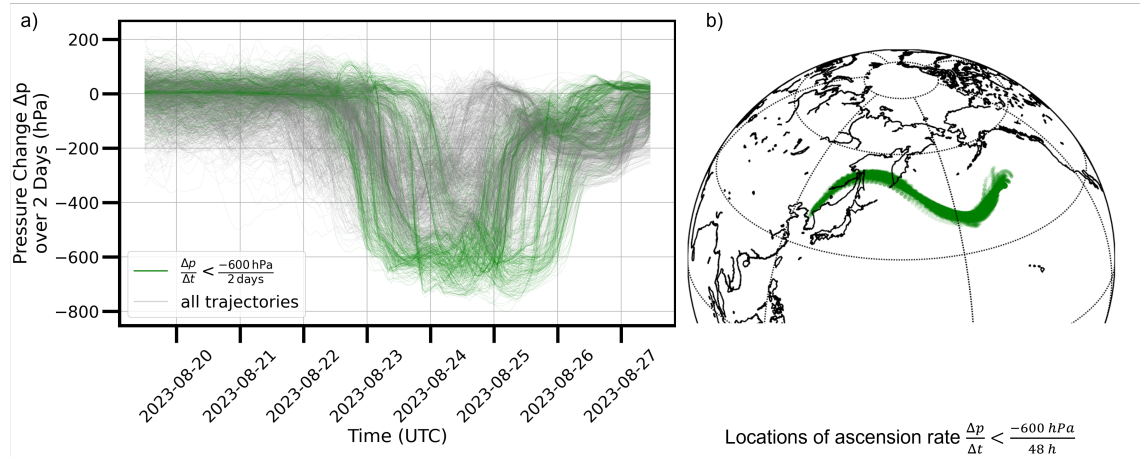 a)
b)
Pressure Change Δp
over 2 Days (hPa)
200
0
−200
−400
−600
−800
Δp/Δt < −600 hPa/2 days
all trajectories
2023-08-20
2023-08-21
2023-08-22
2023-08-23
2023-08-24
2023-08-25
2023-08-26
2023-08-27
Time (UTC)
Locations of ascension rate Δp/Δt < −600 hPa/48 h